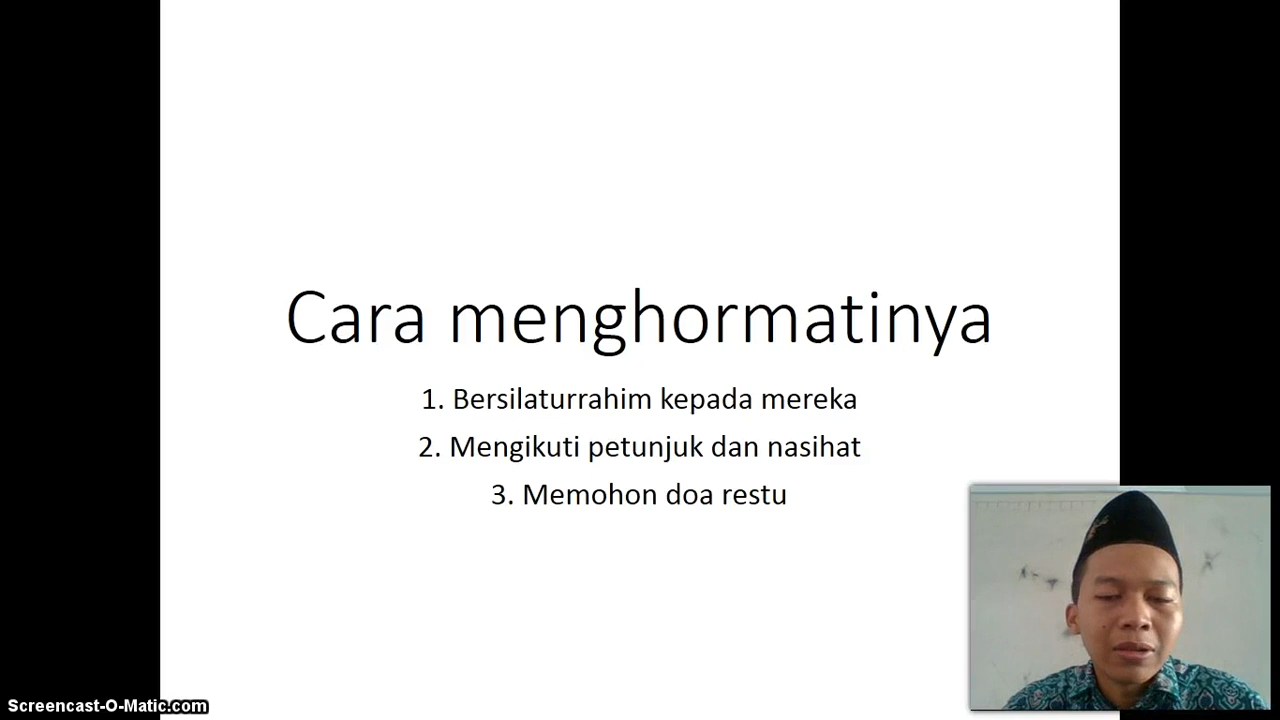 Cara menghormatinya
1. Bersilaturrahim kepada mereka
2. Mengikuti petunjuk dan nasihat
3. Memohon doa restu
Screencast-O-Matic.com